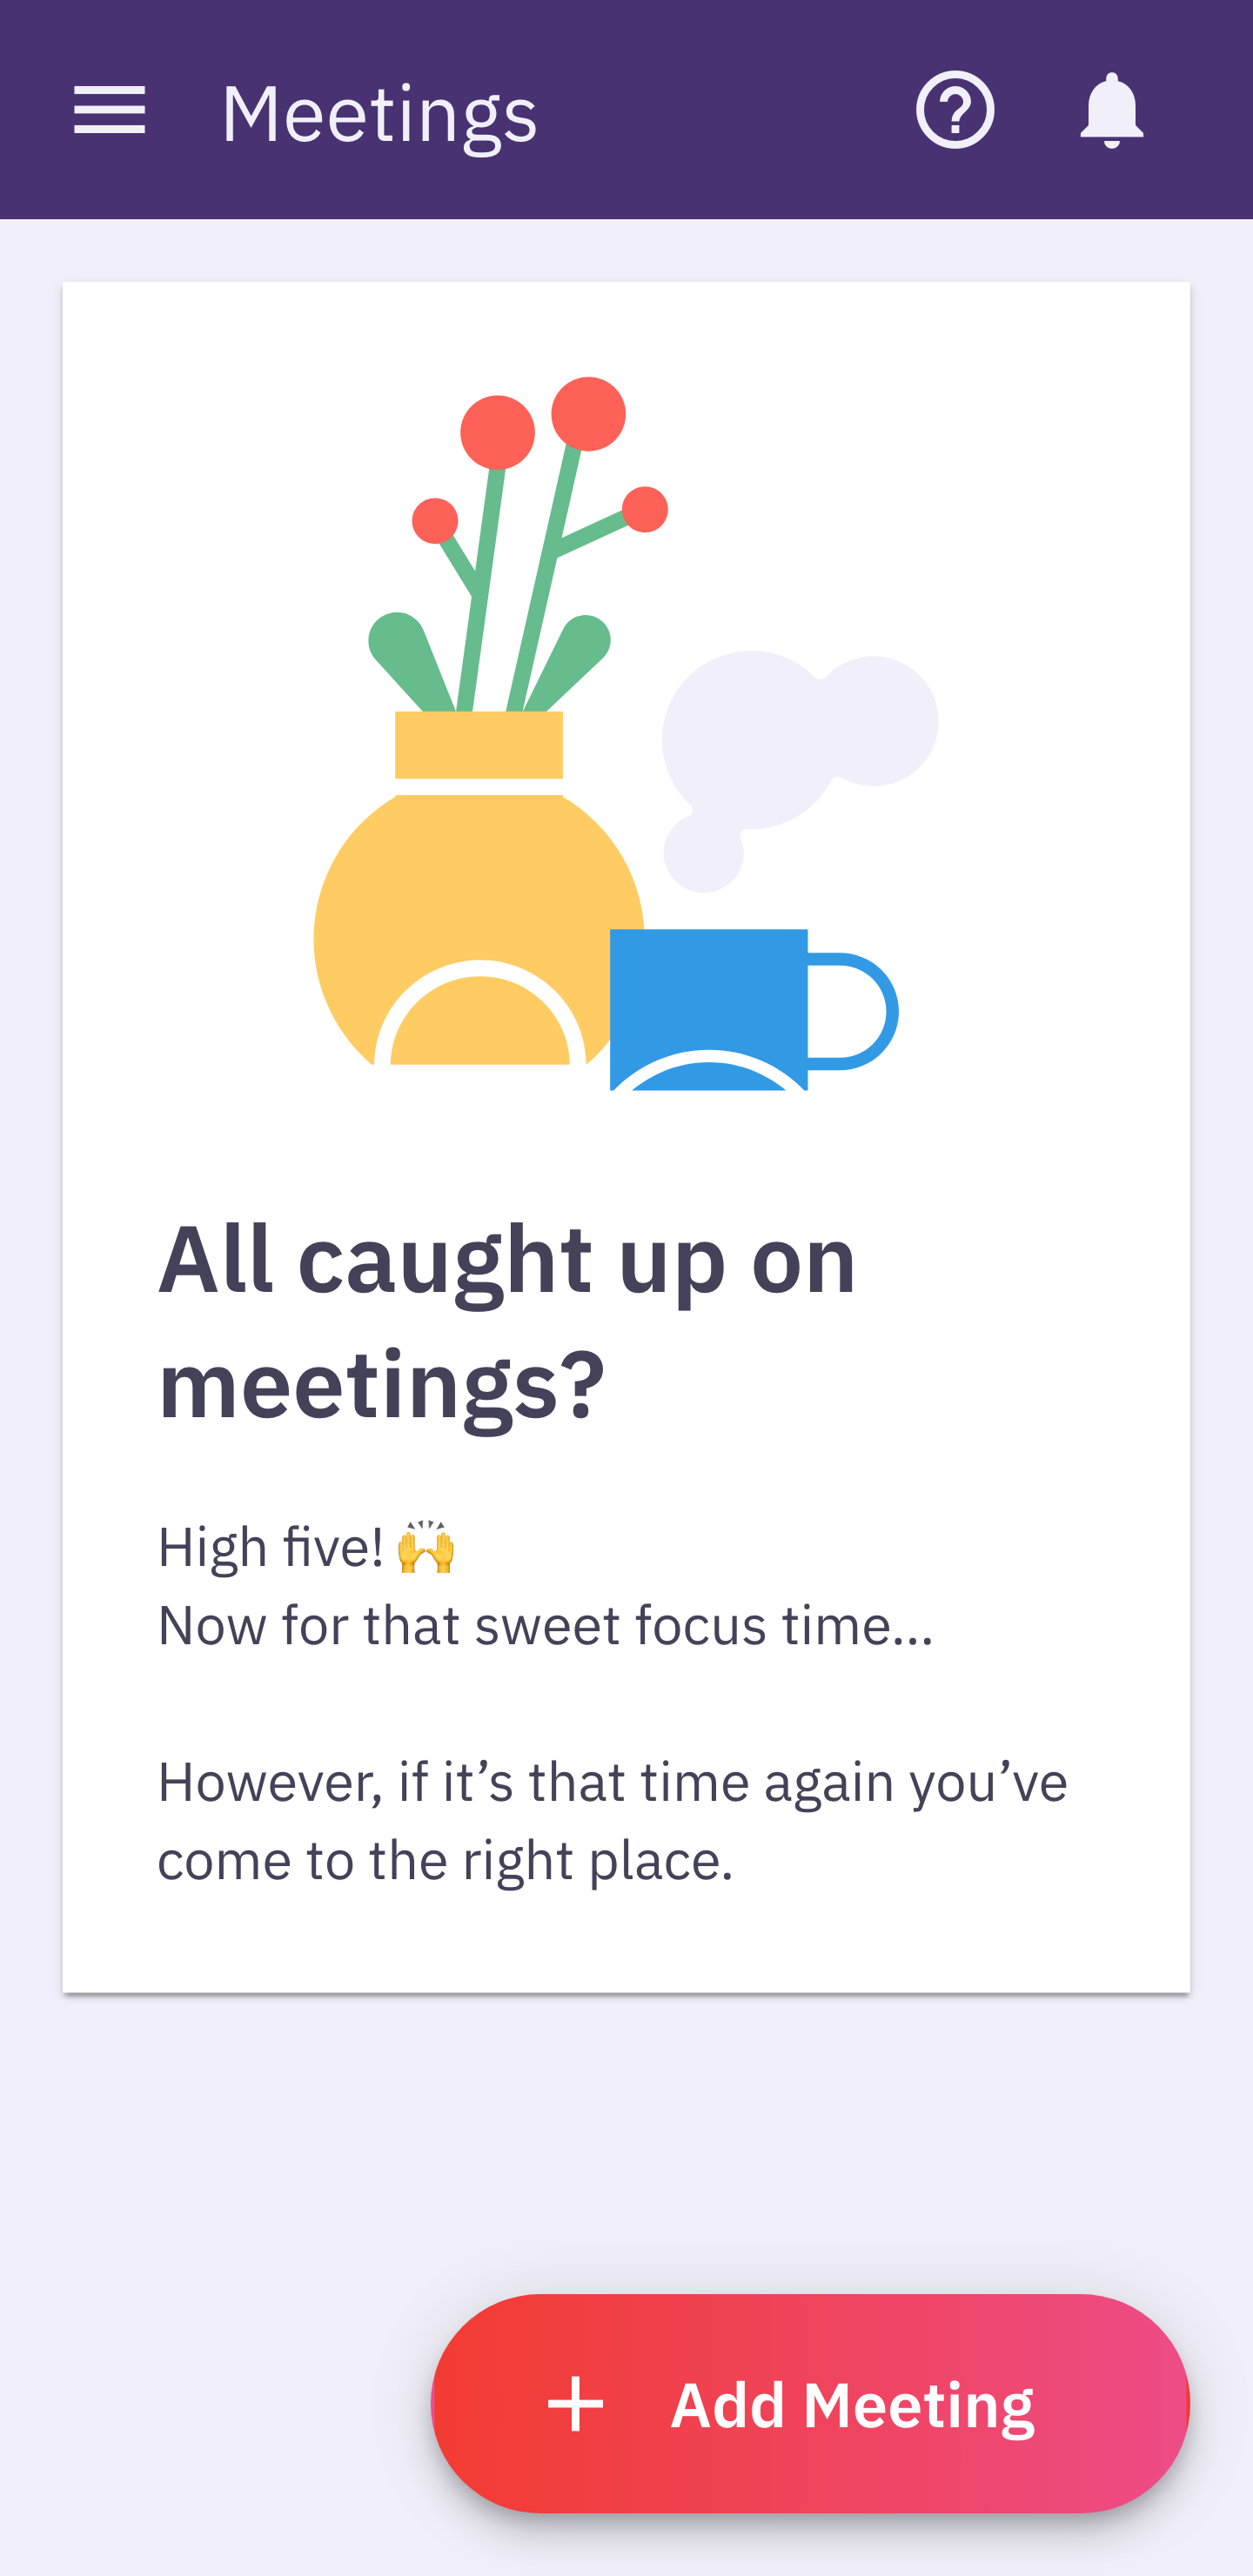 Meetings
All caught up on
meetings?
High five! 🙌
Now for that sweet focus time...
However, if it’s that time again you’ve
come to the right place.
Add Meeting